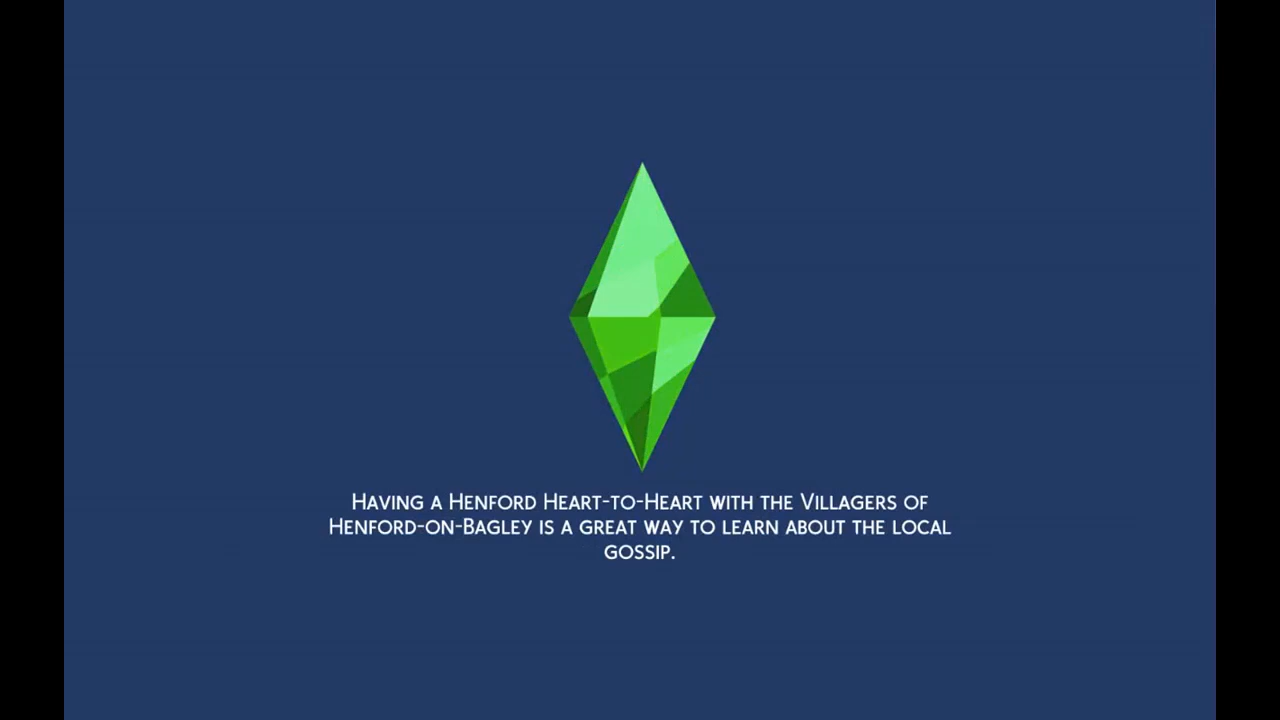 Having a Henford Heart-to-Heart with the Villagers of
Henford-on-Bagley is a great way to learn about the local
gossip.